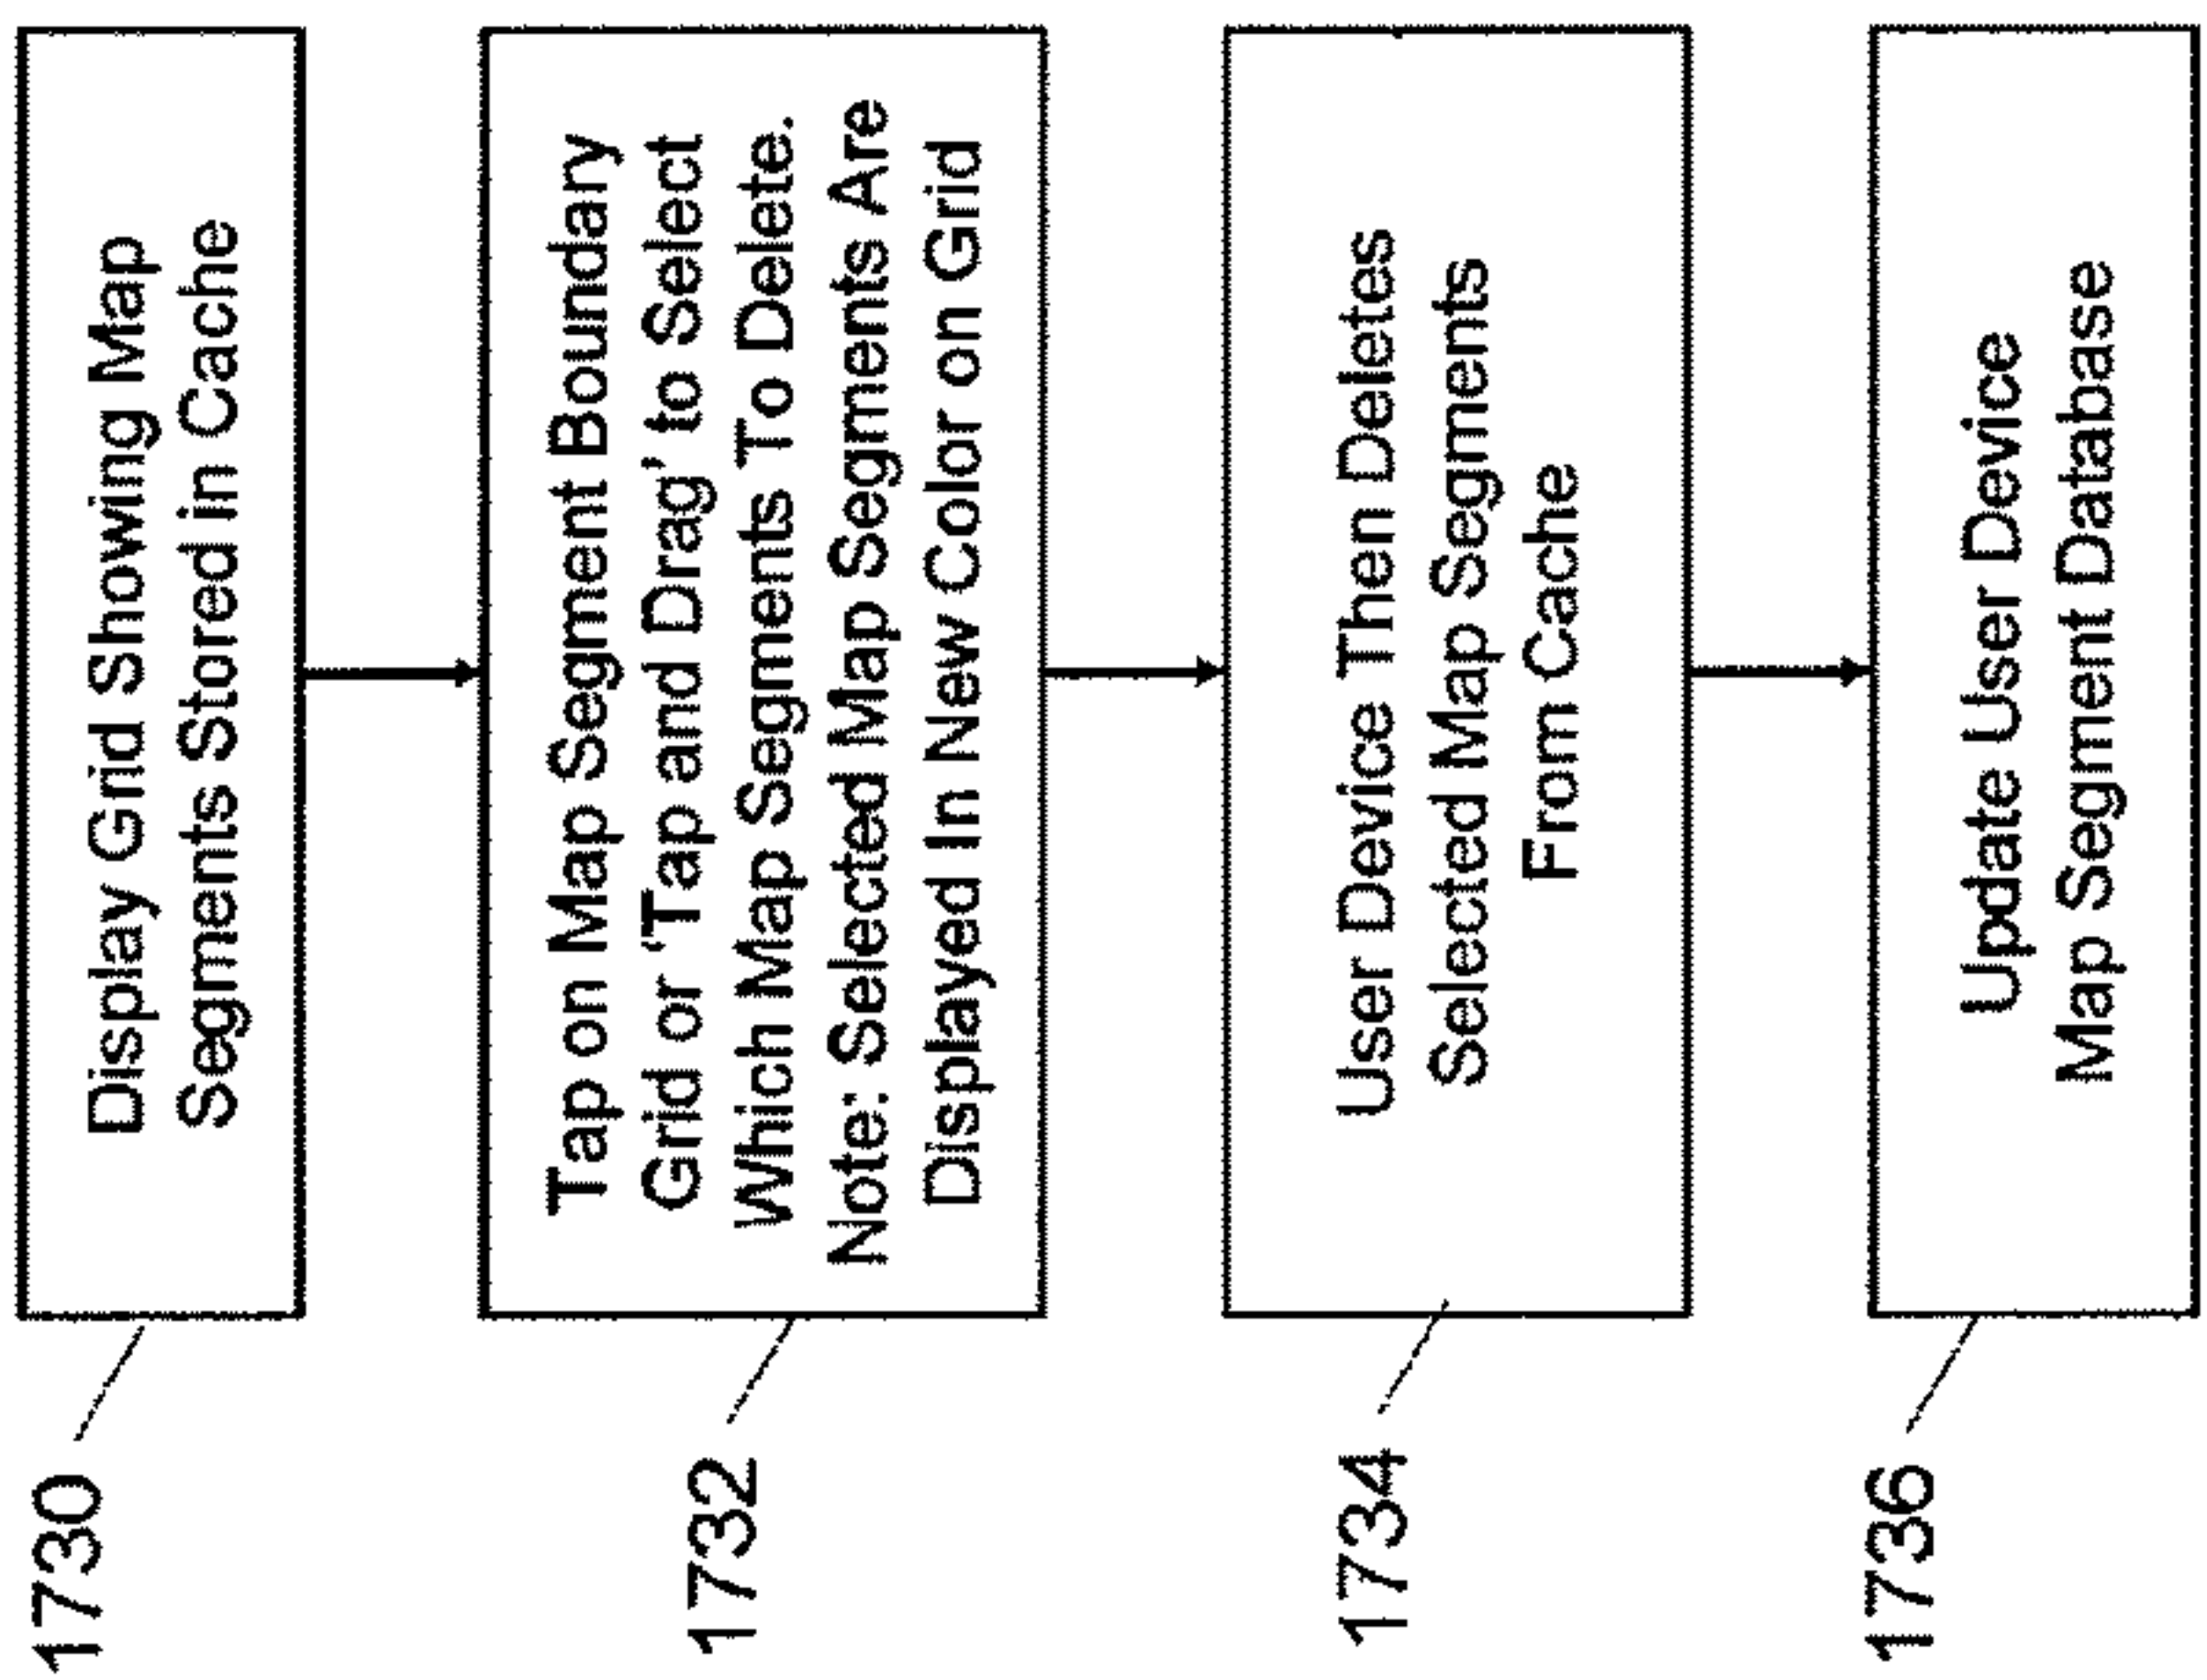 1730
Display Grid Showing Map
Segments Stored in Cache
1732
Tap on Map Segment Boundary
Grid or 'Tap and Drag' to Select
Which Map Segments To Delete.
Note: Selected Map Segments Are
Displayed In New Color on Grid
1734
User Device Then Deletes
Selected Map Segments
From Cache
1736
Update User Device
Map Segment Database